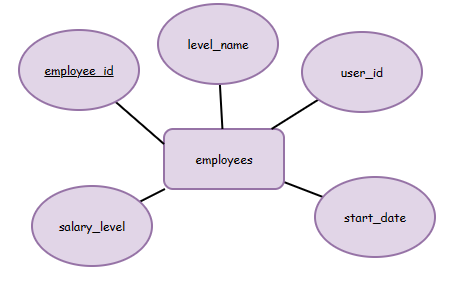 level_name
employee_id
user_id
employees
salary_level
start_date